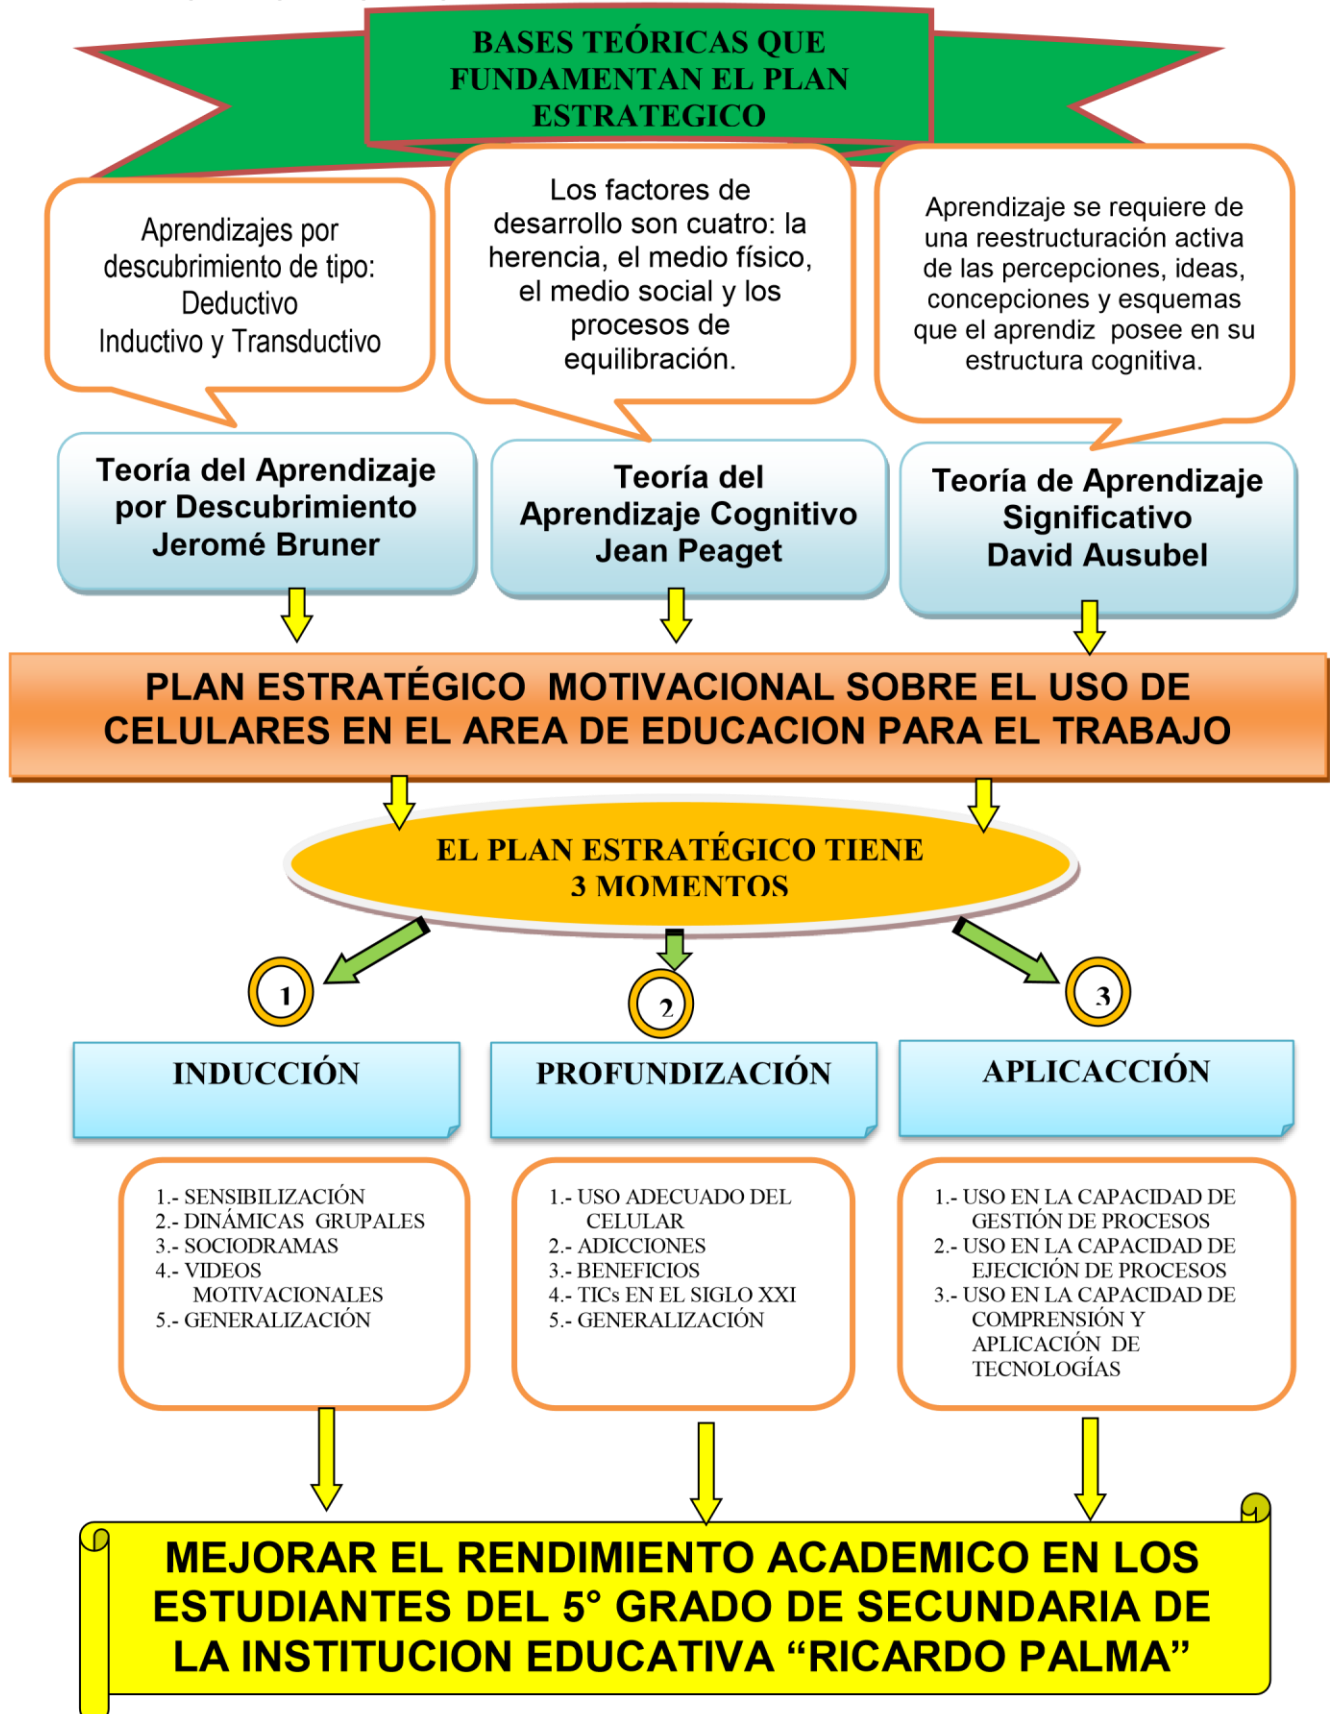 BASES TEÓRICAS QUE
FUNDAMENTAN EL PLAN
ESTRATEGICO
Aprendizajes por
descubrimiento de tipo:
Deductivo
Inductivo y Transductivo
Los factores de
desarrollo son cuatro: la
herencia, el medio físico,
el medio social y los
procesos de
equilibración.
Aprendizaje se requiere de
una reestructuración activa
de las percepciones, ideas,
concepciones y esquemas
que el aprendiz posee en su
estructura cognitiva.
Teoría del Aprendizaje
por Descubrimiento
Jeromé Bruner
Teoría del
Aprendizaje Cognitivo
Jean Peaget
Teoría de Aprendizaje
Significativo
David Ausubel
PLAN ESTRATÉGICO MOTIVACIONAL SOBRE EL USO DE
CELULARES EN EL AREA DE EDUCACION PARA EL TRABAJO
EL PLAN ESTRATÉGICO TIENE
3 MOMENTOS
1
2
3
INDUCCIÓN
PROFUNDIZACIÓN
APLICACCIÓN
1.- SENSIBILIZACIÓN
2.- DINÁMICAS GRUPALES
3.- SOCIODRAMAS
4.- VIDEOS
MOTIVACIONALES
5.- GENERALIZACIÓN
1.- USO ADECUADO DEL
CELULAR
2.- ADICCIONES
3.- BENEFICIOS
4.- TICs EN EL SIGLO XXI
5.- GENERALIZACIÓN
1.- USO EN LA CAPACIDAD DE
GESTIÓN DE PROCESOS
2.- USO EN LA CAPACIDAD DE
EJECICIÓN DE PROCESOS
3.- USO EN LA CAPACIDAD DE
COMPRENSIÓN Y
APLICACIÓN DE
TECNOLOGÍAS
MEJORAR EL RENDIMIENTO ACADEMICO EN LOS
ESTUDIANTES DEL 5° GRADO DE SECUNDARIA DE
LA INSTITUCION EDUCATIVA “RICARDO PALMA”